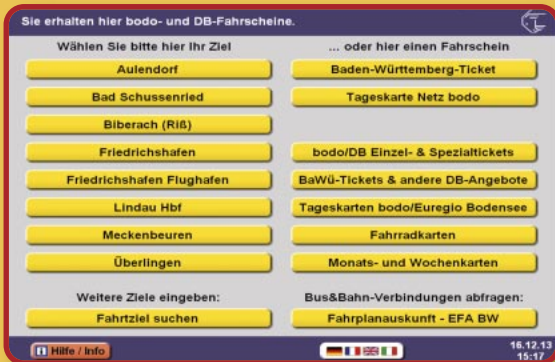 Sie erhalten hier bodo- und DB-Fahrscheine.
Wählen Sie bitte hier Ihr Ziel
Aulendorf
Bad Schussenried
Biberach (Riß)
Friedrichshafen
Friedrichshafen Flughafen
Lindau Hbf
Meckenbeuren
Überlingen
Weitere Ziele eingeben:
Fahrtziel suchen
... oder hier einen Fahrschein
Baden-Württemberg-Ticket
Tageskarte Netz bodo
bodo/DB Einzel- & Spezialtickets
BaWü-Tickets & andere DB-Angebote
Tageskarten bodo/Euregio Bodensee
Fahrradkarten
Monats- und Wochenkarten
Bus&Bahn-Verbindungen abfragen:
Fahrplanauskunft - EFA BW
i Hilfe / Info
16.12.13
15:17